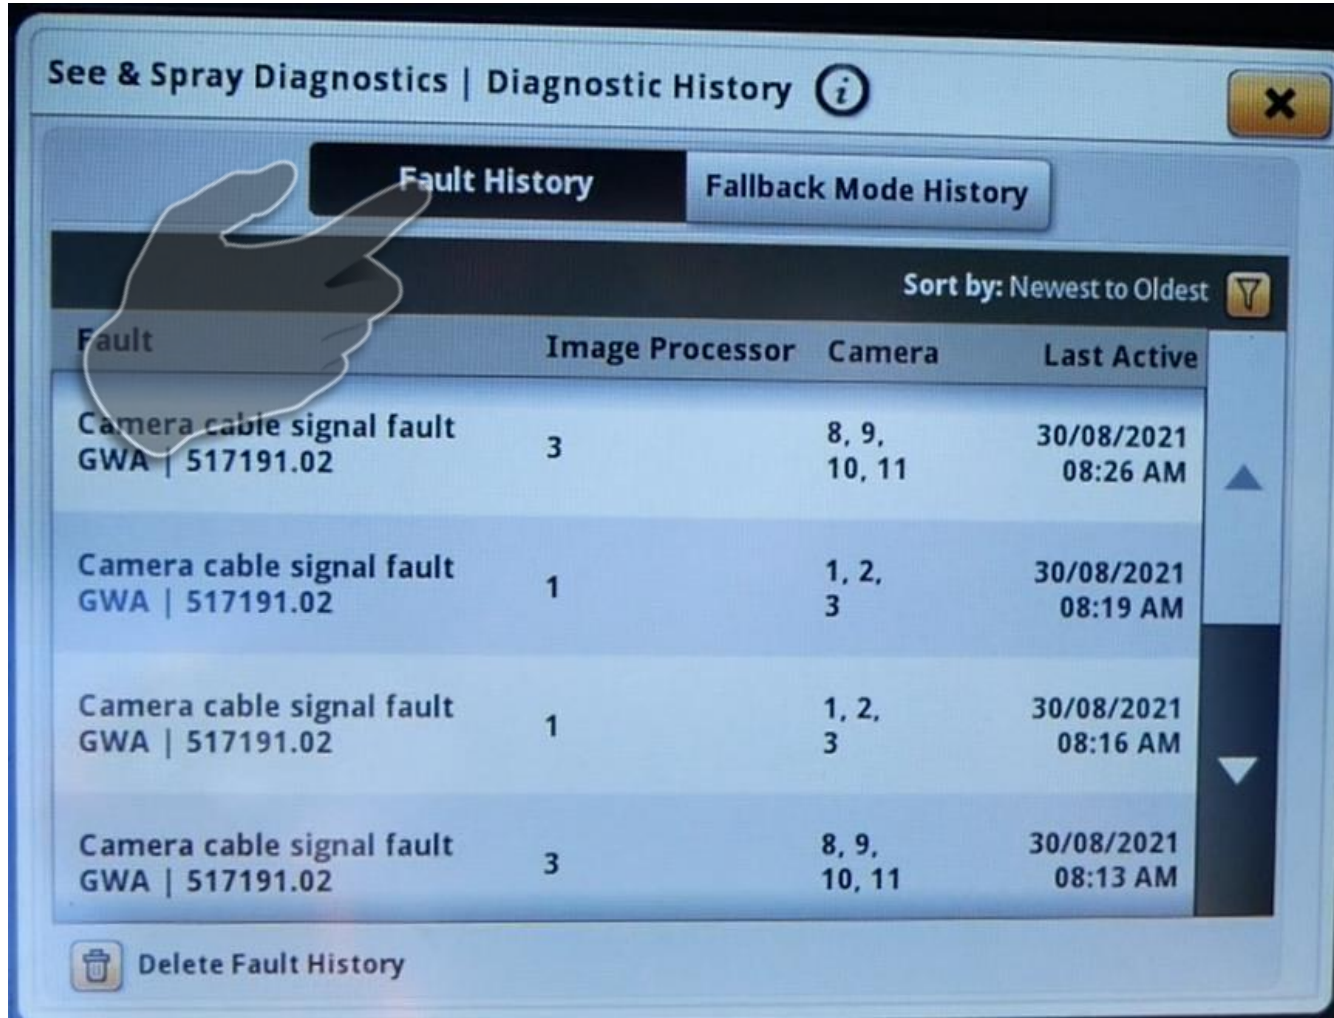 See & Spray Diagnostics | Diagnostic History i
Fault History
Fallback Mode History
Sort by: Newest to Oldest
Fault Image Processor Camera Last Active
Camera cable signal fault
GWA | 517191.02
3
8, 9,
10, 11
30/08/2021
08:26 AM
Camera cable signal fault
GWA | 517191.02
1
1, 2,
3
30/08/2021
08:19 AM
Camera cable signal fault
GWA | 517191.02
1
1, 2,
3
30/08/2021
08:16 AM
Camera cable signal fault
GWA | 517191.02
3
8, 9,
10, 11
30/08/2021
08:13 AM
Delete Fault History